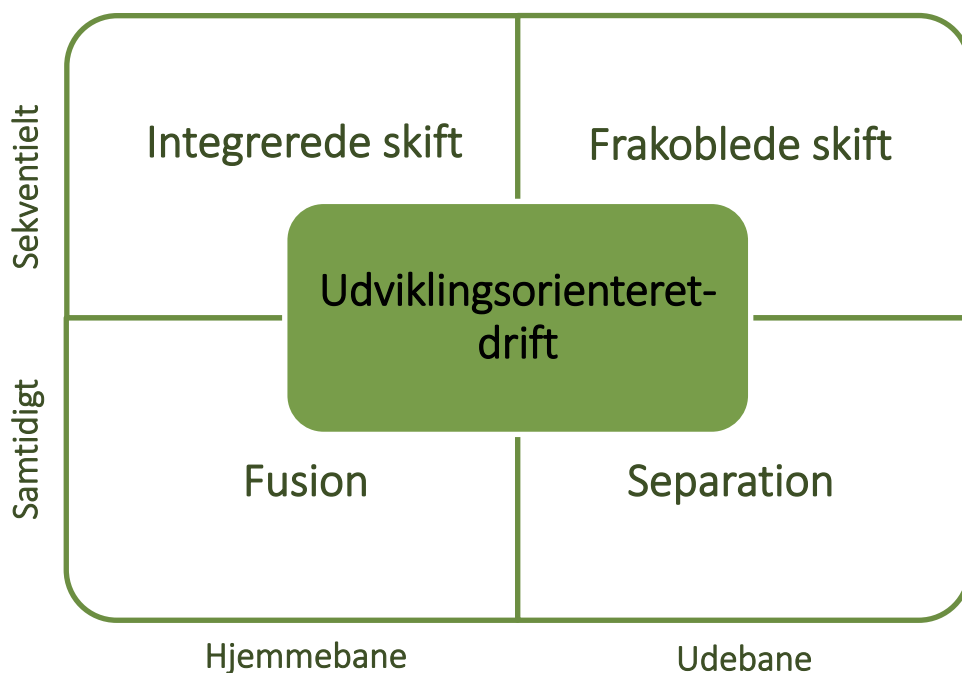 Sekventielt
Integrerede skift
Frakoblede skift
Udviklingsorienteret-
drift
Samtidigt
Fusion
Separation
Hjemmebane
Udebane